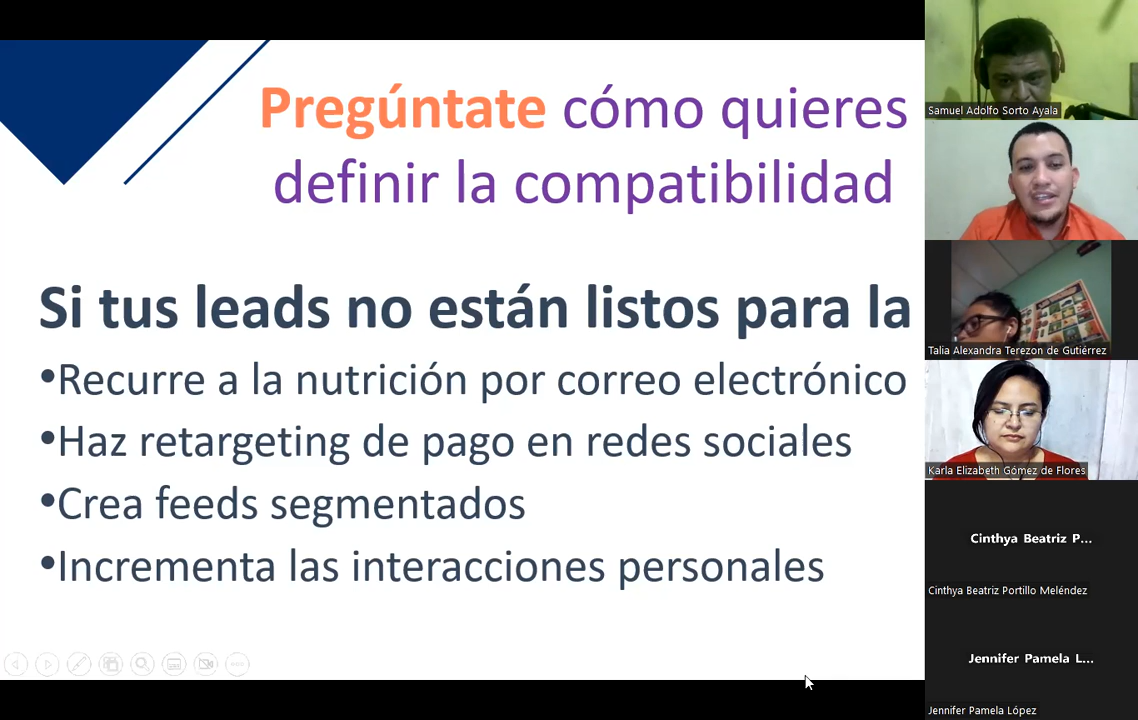 Pregúntate cómo quieres
definir la compatibilidad
Si tus leads no están listos para la
•Recurre a la nutrición por correo electrónico
•Haz retargeting de pago en redes sociales
•Crea feeds segmentados
•Incrementa las interacciones personales
Samuel Adolfo Sorto Ayala
Talia Alexandra Terezon de Gutiérrez
Karla Elizabeth Gómez de Flores
Cinthya Beatriz P...
Cinthya Beatriz Portillo Meléndez
Jennifer Pamela L...
Jennifer Pamela López